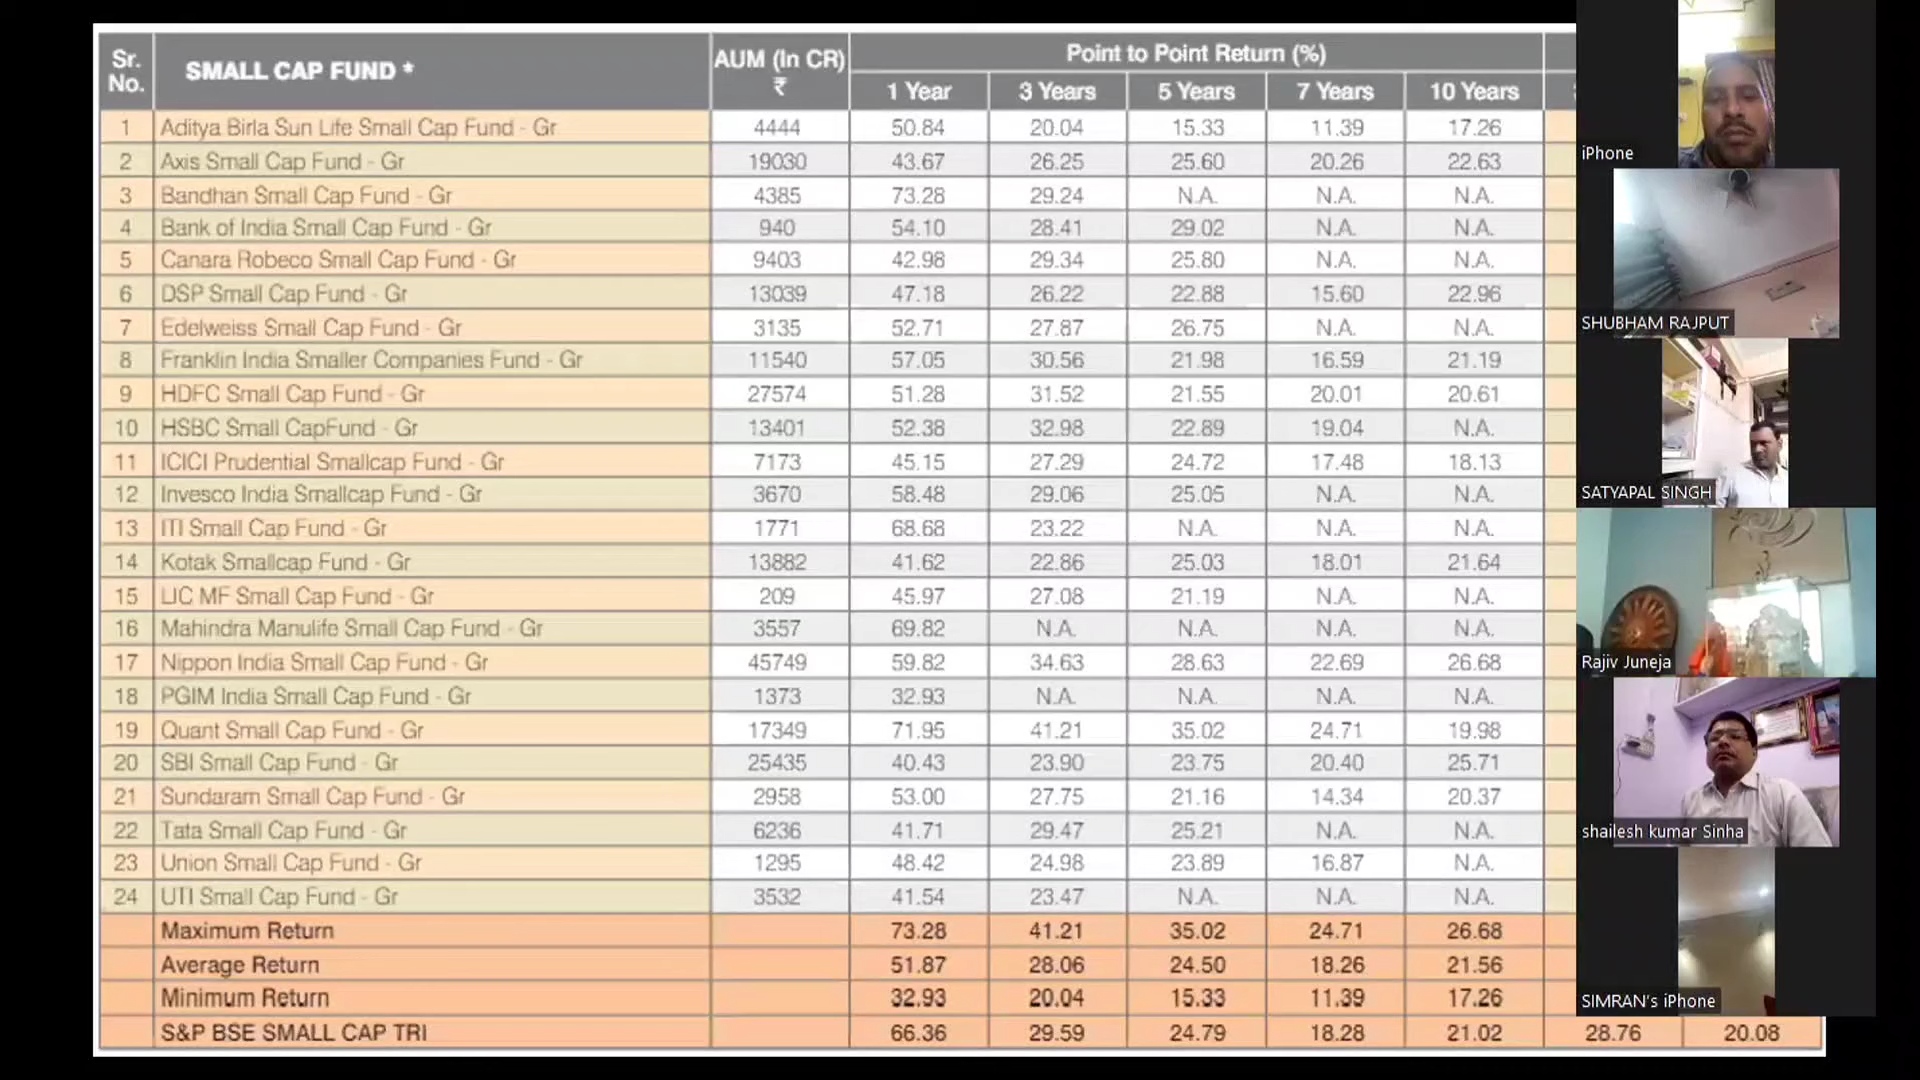 Sr. No. SMALL CAP FUND * AUM (In CR) ₹ Point to Point Return (%)
1 Year 3 Years 5 Years 7 Years 10 Years
1 Aditya Birla Sun Life Small Cap Fund - Gr 4444 50.84 20.04 15.33 11.39 17.26
2 Axis Small Cap Fund - Gr 19030 43.67 26.25 25.60 20.26 22.63
3 Bandhan Small Cap Fund - Gr 4385 73.28 29.24 N.A. N.A. N.A.
4 Bank of India Small Cap Fund - Gr 940 54.10 28.41 29.02 N.A. N.A.
5 Canara Robeco Small Cap Fund - Gr 9403 42.98 29.34 25.80 N.A. N.A.
6 DSP Small Cap Fund - Gr 13039 47.18 26.22 22.88 15.60 22.96
7 Edelweiss Small Cap Fund - Gr 3135 52.71 27.87 26.75 N.A. N.A.
8 Franklin India Smaller Companies Fund - Gr 11540 57.05 30.56 21.98 16.59 21.19
9 HDFC Small Cap Fund - Gr 27574 51.28 31.52 21.55 20.01 20.61
10 HSBC Small CapFund - Gr 13401 52.38 32.98 22.89 19.04 N.A.
11 ICICI Prudential Smallcap Fund - Gr 7173 45.15 27.29 24.72 17.48 18.13
12 Invesco India Smallcap Fund - Gr 3670 58.48 29.06 25.05 N.A. N.A.
13 ITI Small Cap Fund - Gr 1771 68.68 23.22 N.A. N.A. N.A.
14 Kotak Smallcap Fund - Gr 13882 41.62 22.86 25.03 18.01 21.64
15 LIC MF Small Cap Fund - Gr 209 45.97 27.08 21.19 N.A. N.A.
16 Mahindra Manulife Small Cap Fund - Gr 3557 69.82 N.A. N.A. N.A. N.A.
17 Nippon India Small Cap Fund - Gr 45749 59.82 34.63 28.63 22.69 26.68
18 PGIM India Small Cap Fund - Gr 1373 32.93 N.A. N.A. N.A. N.A.
19 Quant Small Cap Fund - Gr 17349 71.95 41.21 35.02 24.71 19.98
20 SBI Small Cap Fund - Gr 25435 40.43 23.90 23.75 20.40 25.71
21 Sundaram Small Cap Fund - Gr 2958 53.00 27.75 21.16 14.34 20.37
22 Tata Small Cap Fund - Gr 6236 41.71 29.47 25.21 N.A. N.A.
23 Union Small Cap Fund - Gr 1295 48.42 24.98 23.89 16.87 N.A.
24 UTI Small Cap Fund - Gr 3532 41.54 23.47 N.A. N.A. N.A.
Maximum Return 73.28 41.21 35.02 24.71 26.68
Average Return 51.87 28.06 24.50 18.26 21.56
Minimum Return 32.93 20.04 15.33 11.39 17.26
S&P BSE SMALL CAP TRI 66.36 29.59 24.79 18.28 21.02 28.76 20.08
iPhone
SHUBHAM RAJPUT
SATYAPAL SINGH
Rajiv Juneja
shailesh kumar Sinha
SIMRAN's iPhone